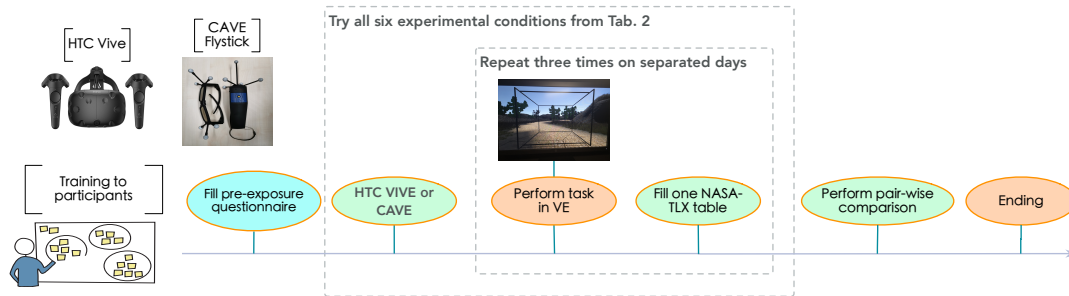 Try all six experimental conditions from Tab. 2
CAVE
Flystick
HTC Vive
Repeat three times on separated days
Training to
participants
Fill pre-exposure
questionnaire
HTC VIVE or
CAVE
Perform task
in VE
Fill one NASA-
TLX table
Perform pair-wise
comparison
Ending